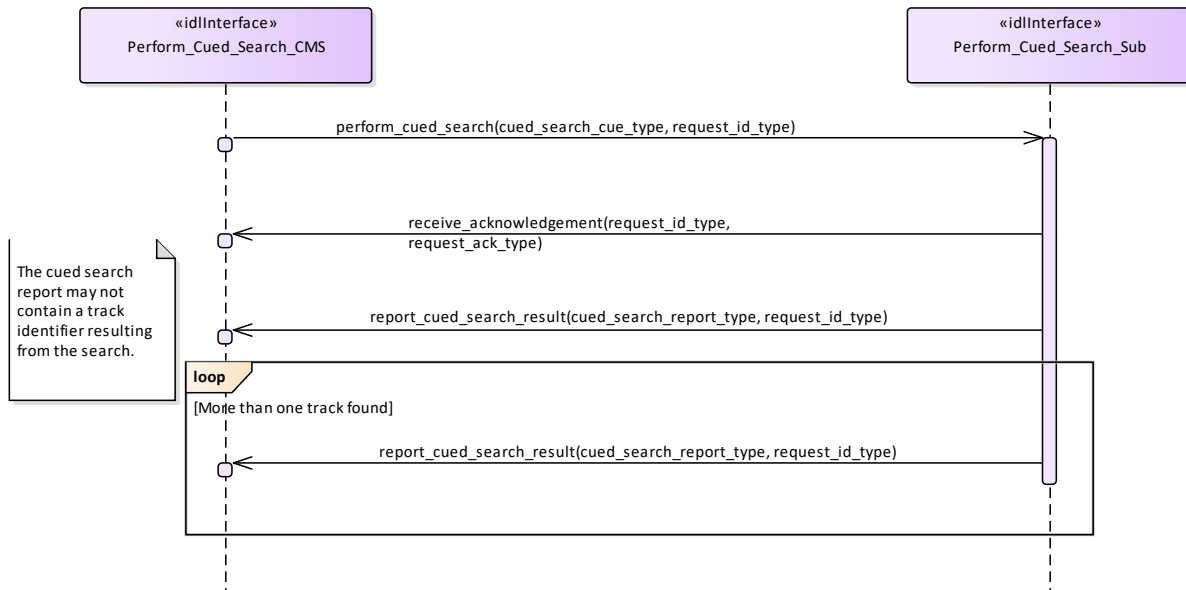 «idlInterface»
Perform_Cued_Search_CMS
«idlInterface»
Perform_Cued_Search_Sub
perform_cued_search(cued_search_cue_type, request_id_type)
receive_acknowledgement(request_id_type,
request_ack_type)
The cued search
report may not
contain a track
identifier resulting
from the search.
report_cued_search_result(cued_search_report_type, request_id_type)
loop
[More than one track found]
report_cued_search_result(cued_search_report_type, request_id_type)